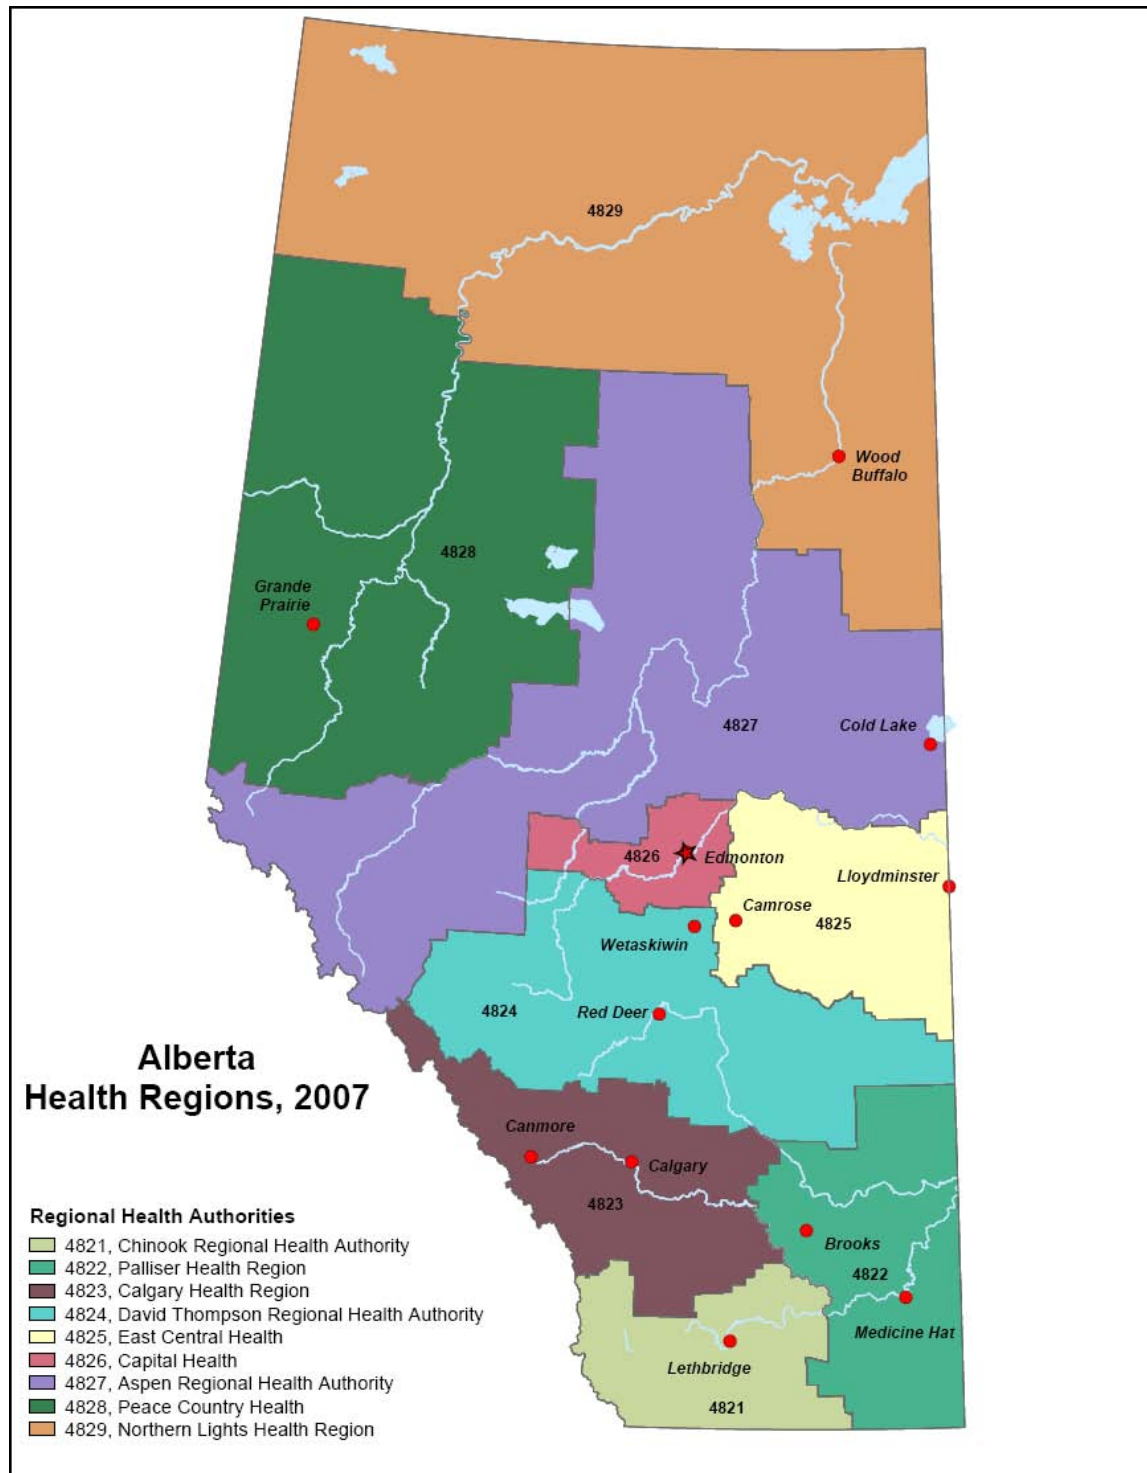 4829
Wood
Buffalo
4828
Grande
Prairie
4827
Cold Lake
4826
Edmonton
Lloydminster
Camrose
4825
Wetaskiwin
4824
Red Deer
Alberta
Health Regions, 2007
Canmore
Calgary
4823
Brooks
4822
Medicine Hat
Lethbridge
4821
Regional Health Authorities
4821, Chinook Regional Health Authority
4822, Palliser Health Region
4823, Calgary Health Region
4824, David Thompson Regional Health Authority
4825, East Central Health
4826, Capital Health
4827, Aspen Regional Health Authority
4828, Peace Country Health
4829, Northern Lights Health Region